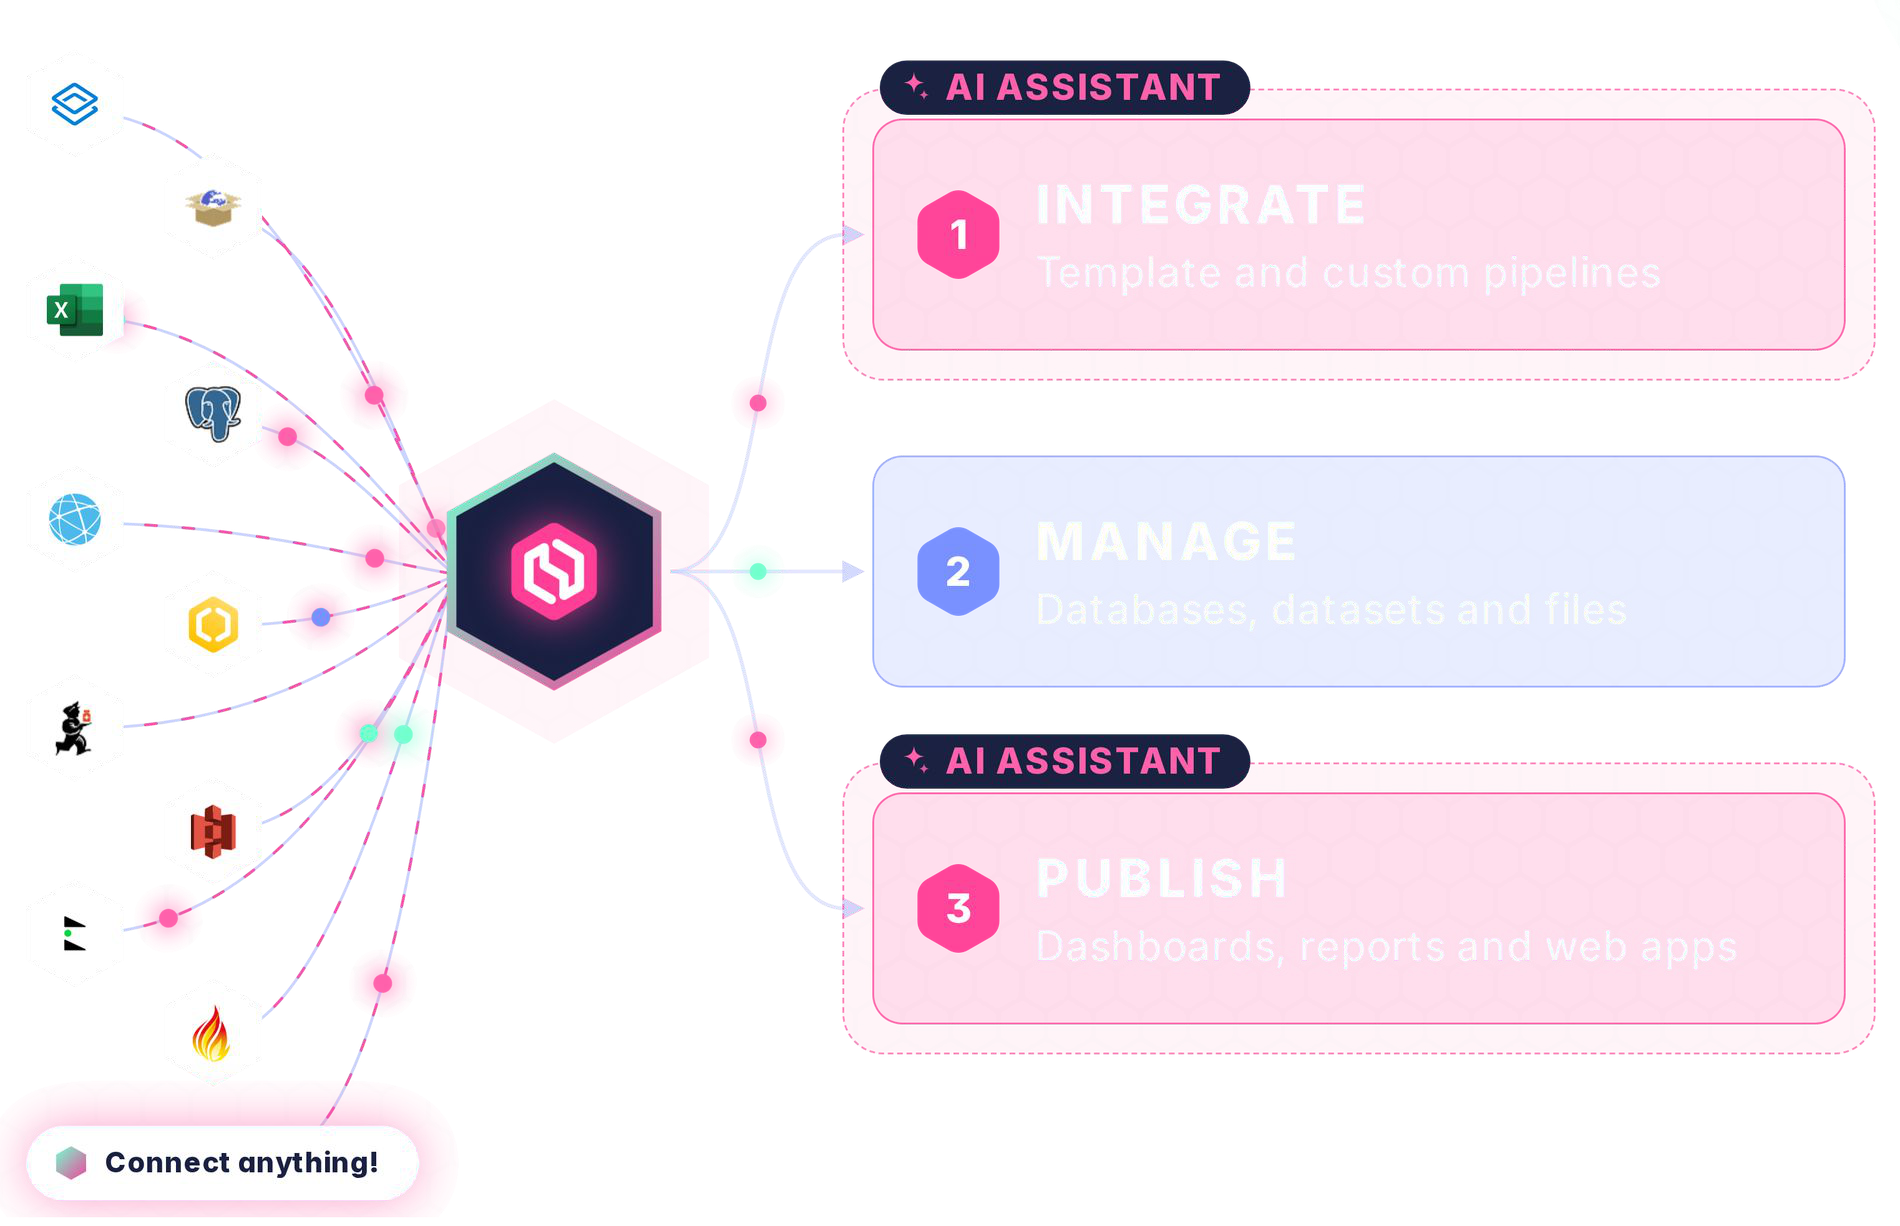 AI ASSISTANT
1
INTEGRATE
Template and custom pipelines
X
2
MANAGE
Databases, datasets and files
AI ASSISTANT
3
PUBLISH
Dashboards, reports and web apps
Connect anything!